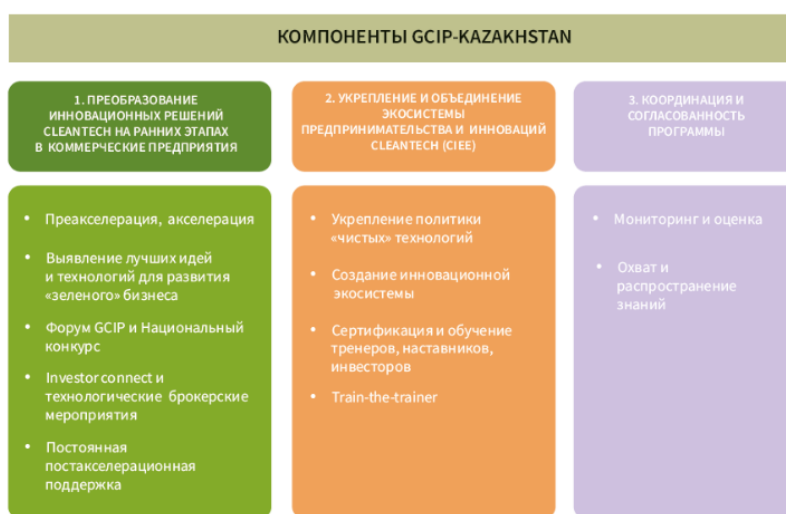 КОМПОНЕНТЫ GCIP-KAZAKHSTAN
1. ПРЕОБРАЗОВАНИЕ
ИННОВАЦИОННЫХ РЕШЕНИЙ
CLEANTECH НА РАННИХ ЭТАПАХ
В КОММЕРЧЕСКИЕ ПРЕДПРИЯТИЯ
• Преакселерация, акселерация
• Выявление лучших идей
и технологий для развития
«зеленого» бизнеса
• Форум GCIP и Национальный
конкурс
• Investor connect и
технологические брокерские
мероприятия
• Постоянная
постакселерационная
поддержка
2. УКРЕПЛЕНИЕ И ОБЪЕДИНЕНИЕ
ЭКОСИСТЕМЫ
ПРЕДПРИНИМАТЕЛЬСТВА И ИННОВАЦИЙ
CLEANTECH (CIEE)
• Укрепление политики
«чистых» технологий
• Создание инновационной
экосистемы
• Сертификация и обучение
тренеров, наставников,
инвесторов
• Train-the-trainer
3. КООРДИНАЦИЯ И
СОГЛАСОВАННОСТЬ
ПРОГРАММЫ
• Мониторинг и оценка
• Охват и
распространение
знаний